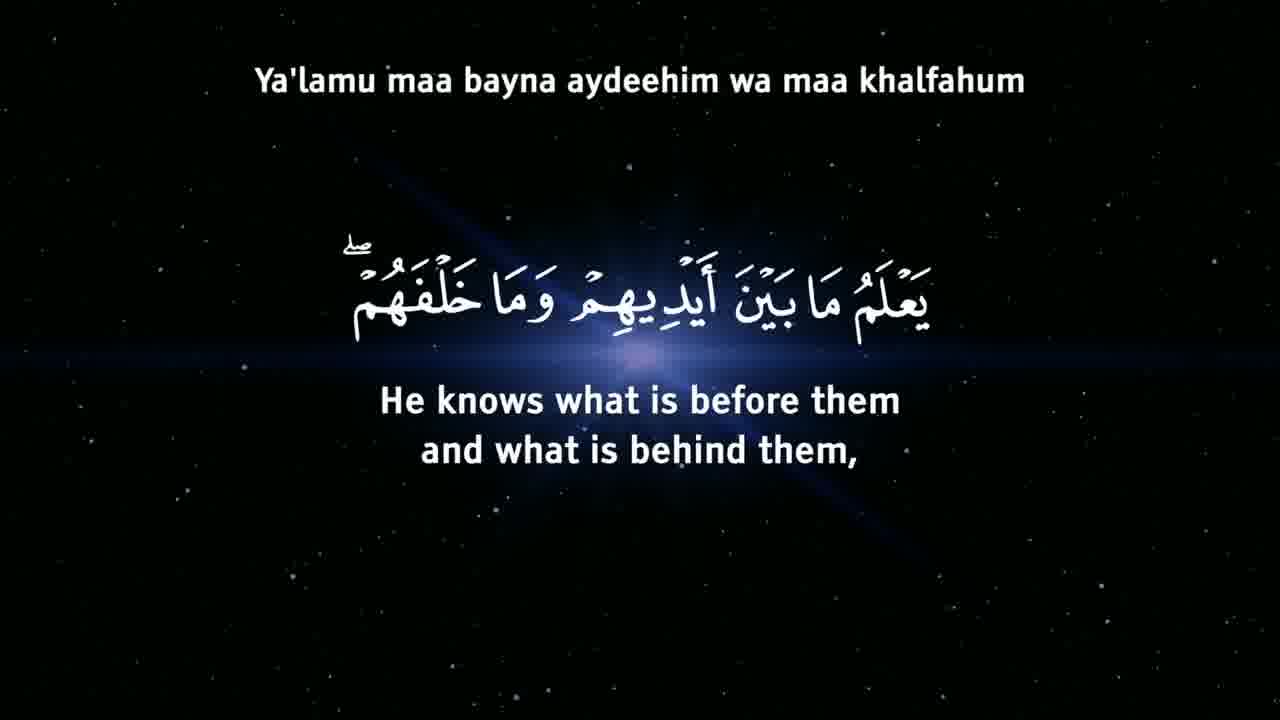 Ya'lamu maa bayna aydeehim wa maa khalfahum
يَعْلَمُ مَا بَيْنَ أَيْدِيهِمْ وَمَا خَلْفَهُمْ ۖ
He knows what is before them
and what is behind them,